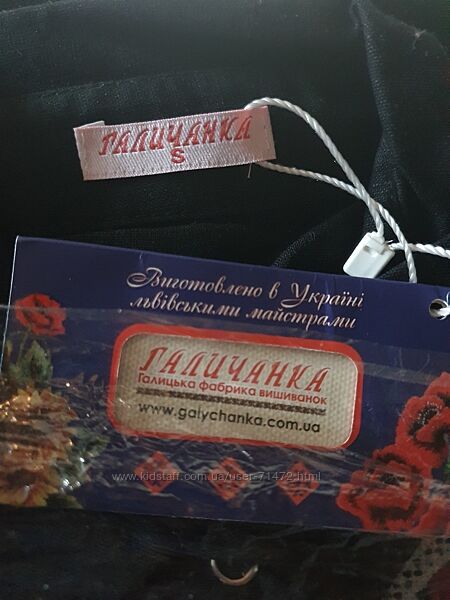 ГАЛИЧАНКА
S
Виготовлено в Україні
львівськими майстрами
ГАЛИЧАНКА
Галицька фабрика вишиванок
www.galychanka.com.ua
www.kidstaff.com.ua/user-71472.html